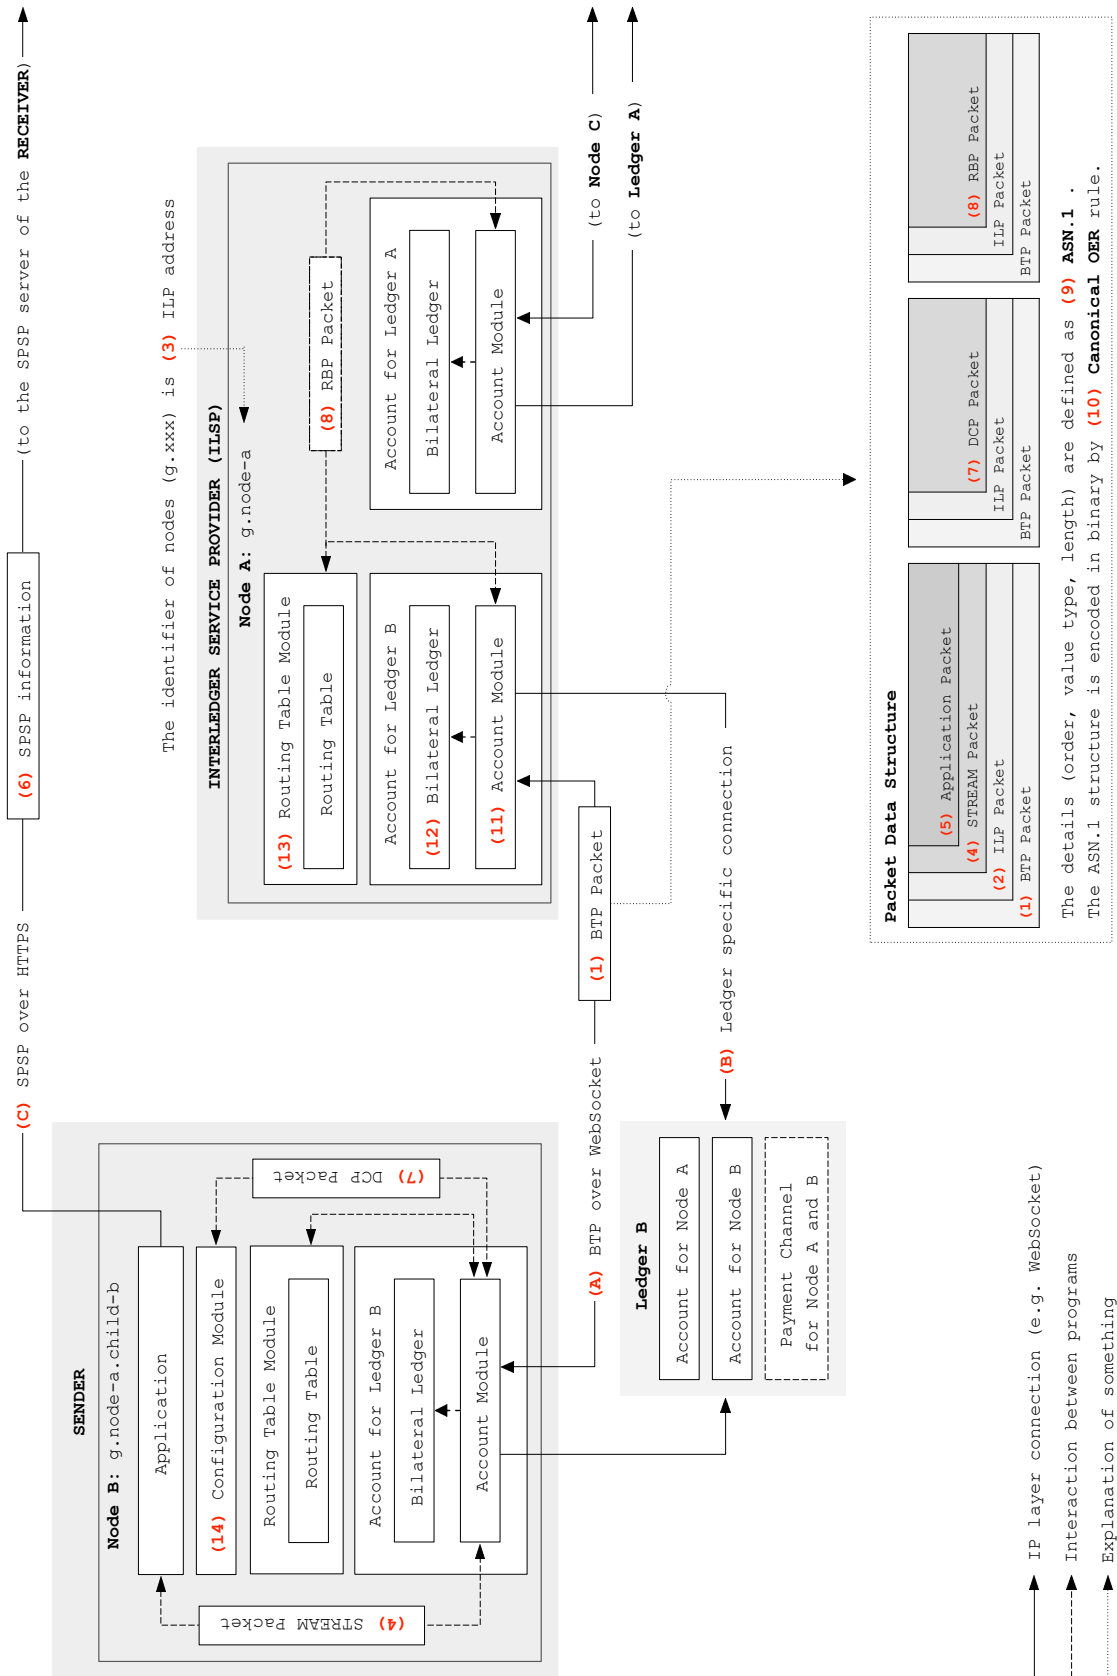 (C) SPSP over HTTPS
(6) SPSP information
(to the SPSP server of the RECEIVER)
SENDER
Node B: g.node-a.child-b
Application
(14) Configuration Module
Routing Table Module
Routing Table
Account for Ledger B
Bilateral Ledger
Account Module
(4) STREAM Packet
(7) DCP Packet
The identifier of nodes (g.xxx) is (3) ILP address
INTERLEDGER SERVICE PROVIDER (ILSP)
Node A: g.node-a
(13) Routing Table Module
Routing Table
(8) RBP Packet
Account for Ledger B
(12) Bilateral Ledger
(11) Account Module
Account for Ledger A
Bilateral Ledger
Account Module
(A) BTP over WebSocket
(1) BTP Packet
(to Node C)
(to Ledger A)
Ledger B
Account for Node A
Account for Node B
Payment Channel
for Node A and B
(B) Ledger specific connection
Packet Data Structure
(5) Application Packet
(4) STREAM Packet
(2) ILP Packet
(1) BTP Packet
(7) DCP Packet
ILP Packet
BTP Packet
(8) RBP Packet
ILP Packet
BTP Packet
The details (order, value type, length) are defined as (9) ASN.1 .
The ASN.1 structure is encoded in binary by (10) Canonical OER rule.
IP layer connection (e.g. WebSocket)
Interaction between programs
Explanation of something